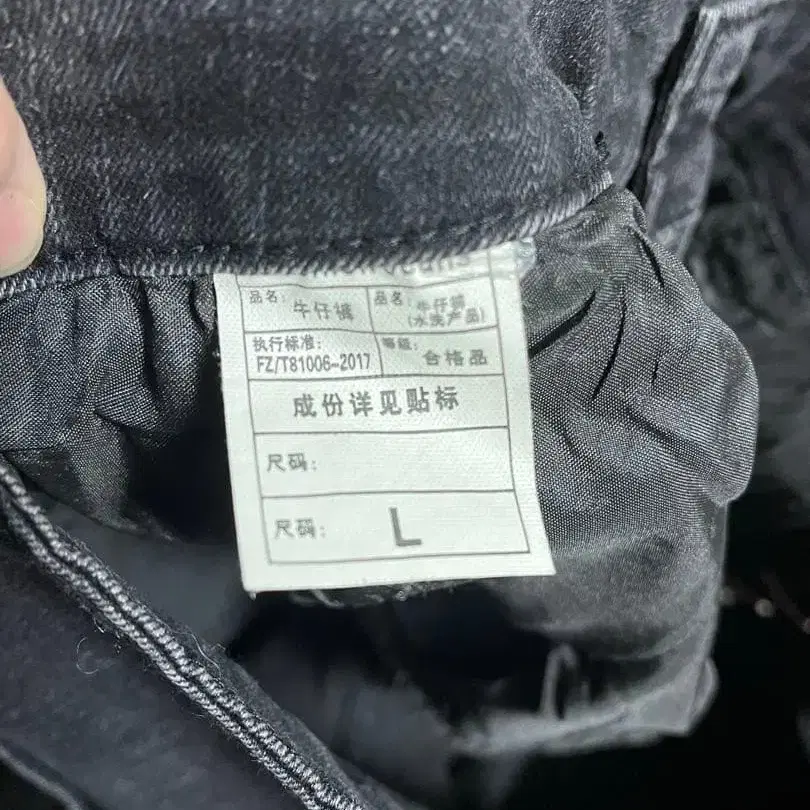 品名: 牛仔裤
品名: 牛仔裤
(水洗产品)
执行标准:
FZ/T81006-2017
等级:
合格品
成份详见贴标
尺码:
尺码: L